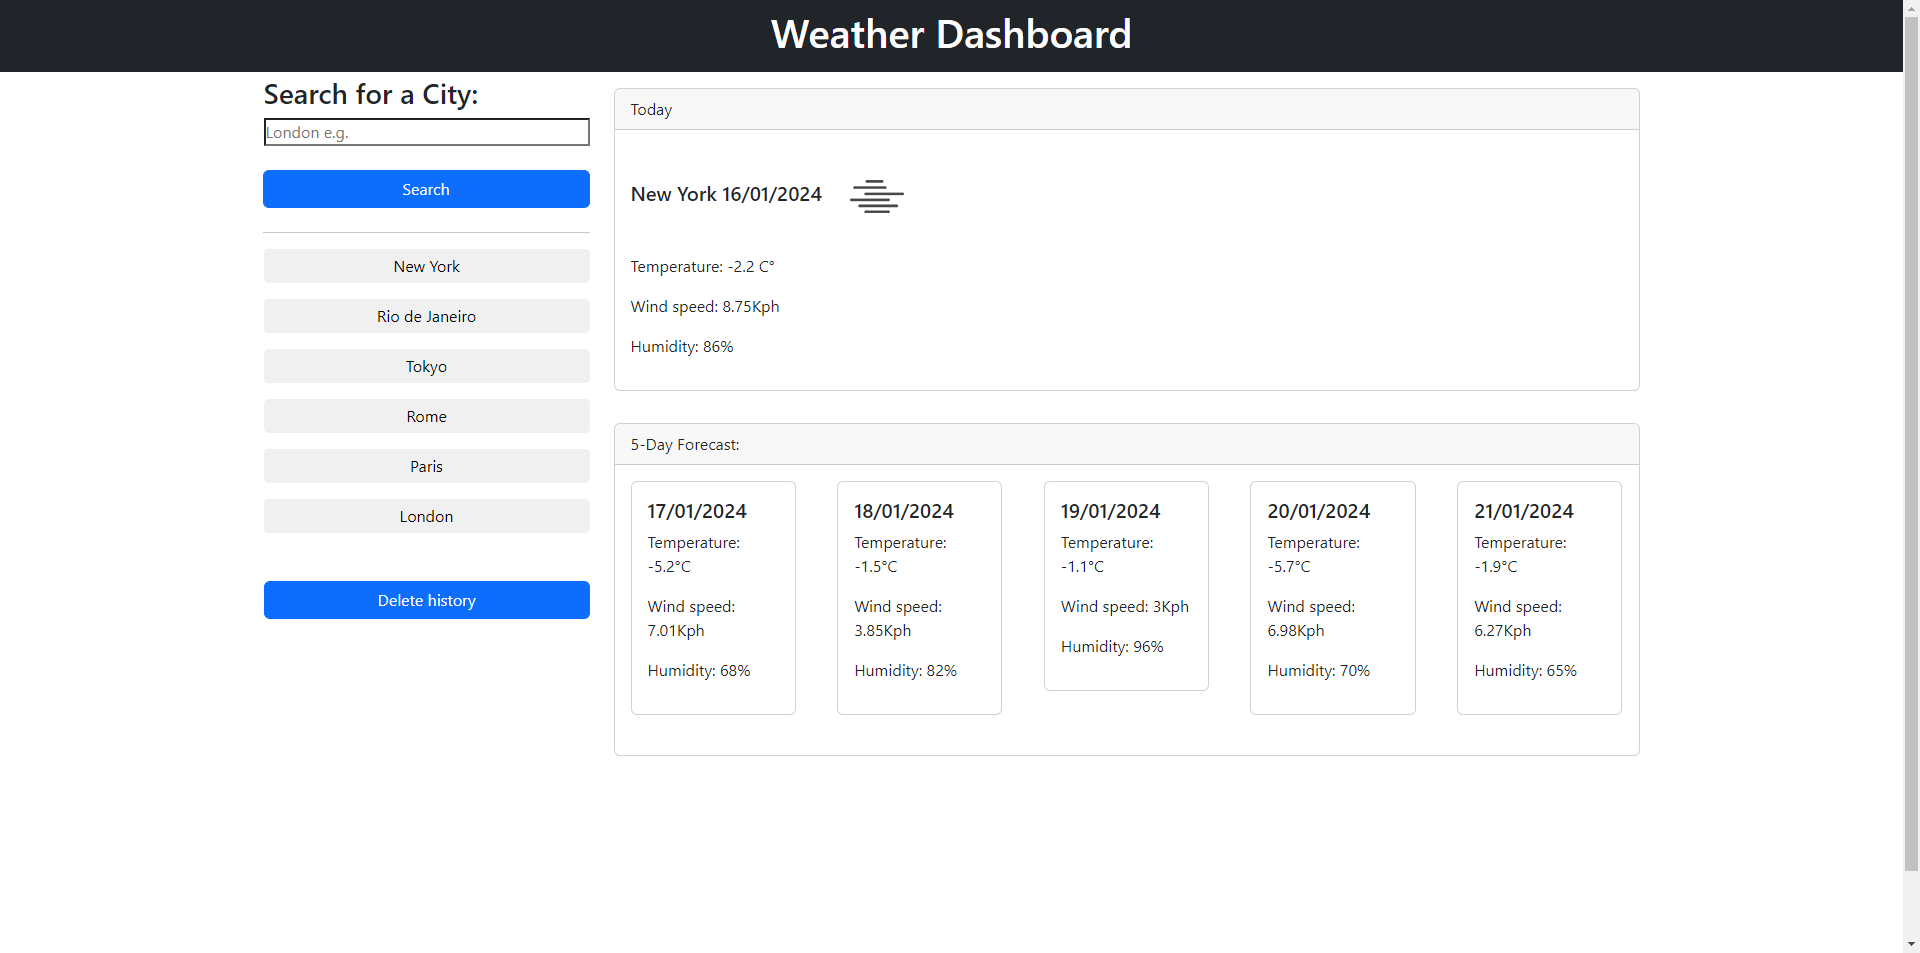 Weather Dashboard
Search for a City:
London e.g.
Search
New York
Rio de Janeiro
Tokyo
Rome
Paris
London
Delete history
Today
New York 16/01/2024
Temperature: -2.2 C°
Wind speed: 8.75Kph
Humidity: 86%
5-Day Forecast:
17/01/2024
Temperature:
-5.2°C
Wind speed:
7.01Kph
Humidity: 68%
18/01/2024
Temperature:
-1.5°C
Wind speed:
3.85Kph
Humidity: 82%
19/01/2024
Temperature:
-1.1°C
Wind speed: 3Kph
Humidity: 96%
20/01/2024
Temperature:
-5.7°C
Wind speed:
6.98Kph
Humidity: 70%
21/01/2024
Temperature:
-1.9°C
Wind speed:
6.27Kph
Humidity: 65%